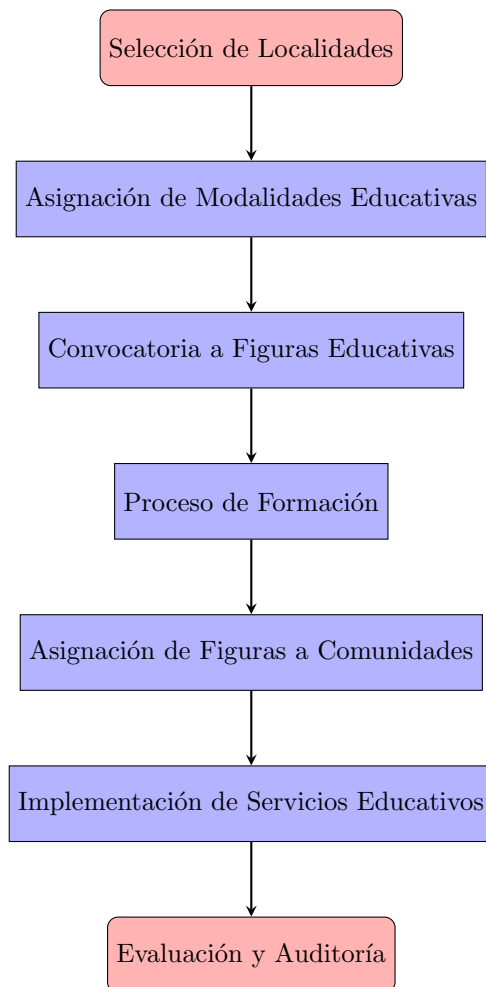 Selección de Localidades
Asignación de Modalidades Educativas
Convocatoria a Figuras Educativas
Proceso de Formación
Asignación de Figuras a Comunidades
Implementación de Servicios Educativos
Evaluación y Auditoría